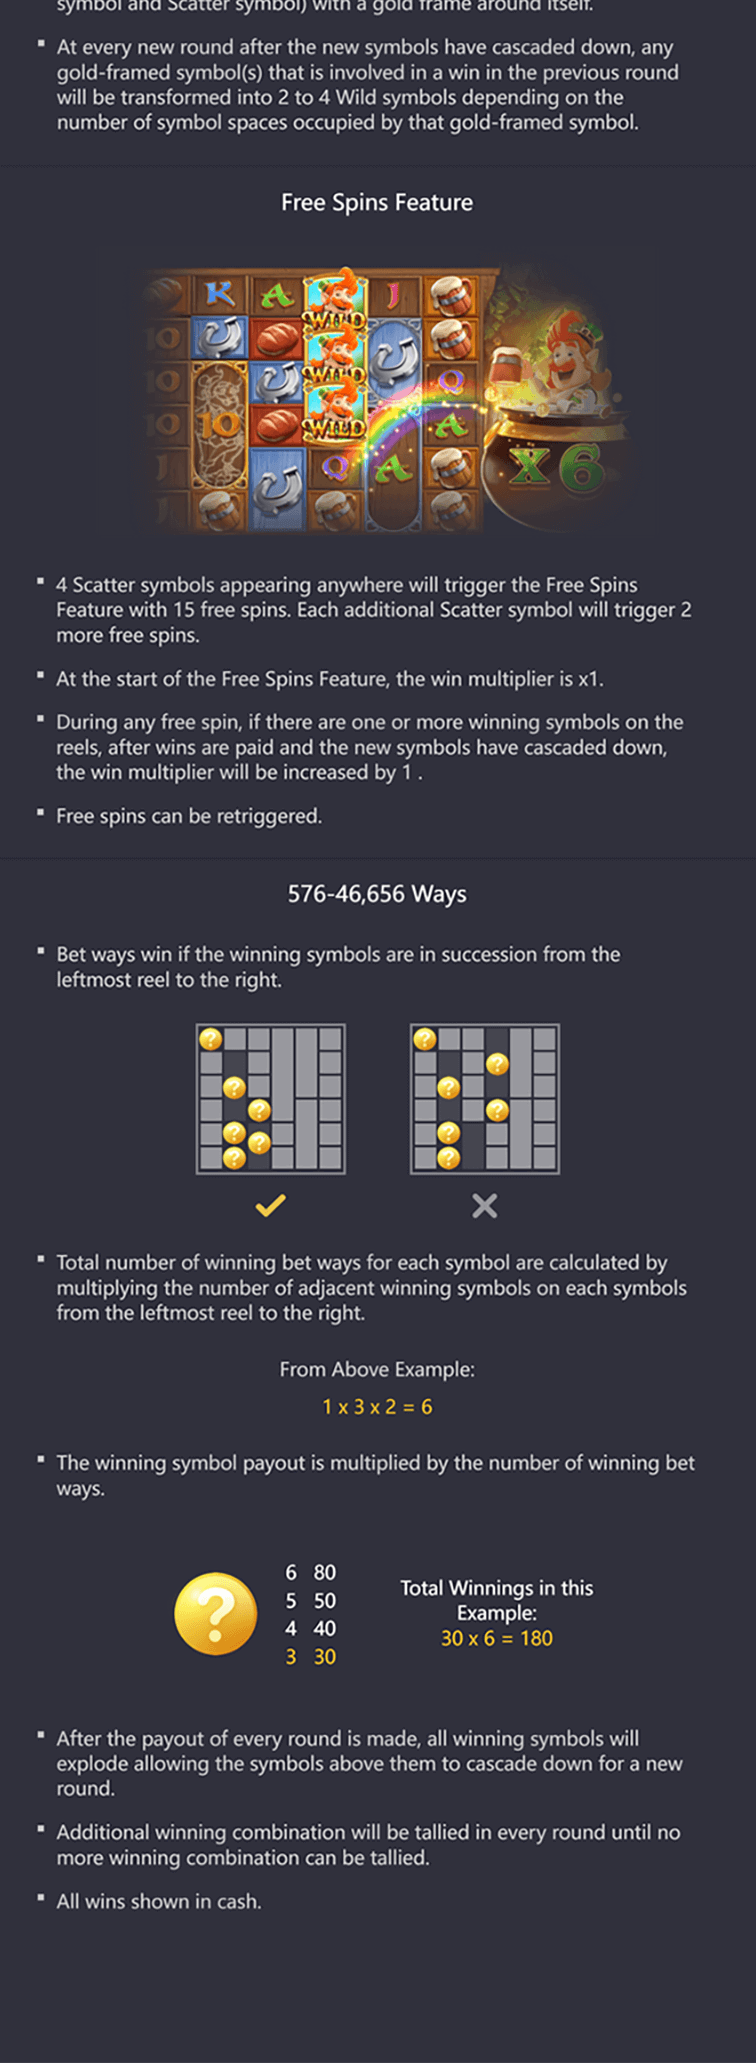 symbol and Scatter symbol) with a gold frame around itself.
▪ At every new round after the new symbols have cascaded down, any
gold-framed symbol(s) that is involved in a win in the previous round
will be transformed into 2 to 4 Wild symbols depending on the
number of symbol spaces occupied by that gold-framed symbol.
Free Spins Feature
K A WILD J
10 WILD
10 WILD Q
10 10 A
J Q A X6
J
▪ 4 Scatter symbols appearing anywhere will trigger the Free Spins
Feature with 15 free spins. Each additional Scatter symbol will trigger 2
more free spins.
▪ At the start of the Free Spins Feature, the win multiplier is x1.
▪ During any free spin, if there are one or more winning symbols on the
reels, after wins are paid and the new symbols have cascaded down,
the win multiplier will be increased by 1 .
▪ Free spins can be retriggered.
576-46,656 Ways
▪ Bet ways win if the winning symbols are in succession from the
leftmost reel to the right.
▪ Total number of winning bet ways for each symbol are calculated by
multiplying the number of adjacent winning symbols on each symbols
from the leftmost reel to the right.
From Above Example:
1 x 3 x 2 = 6
▪ The winning symbol payout is multiplied by the number of winning bet
ways.
?
6 80
5 50
4 40
3 30
Total Winnings in this
Example:
30 x 6 = 180
▪ After the payout of every round is made, all winning symbols will
explode allowing the symbols above them to cascade down for a new
round.
▪ Additional winning combination will be tallied in every round until no
more winning combination can be tallied.
▪ All wins shown in cash.